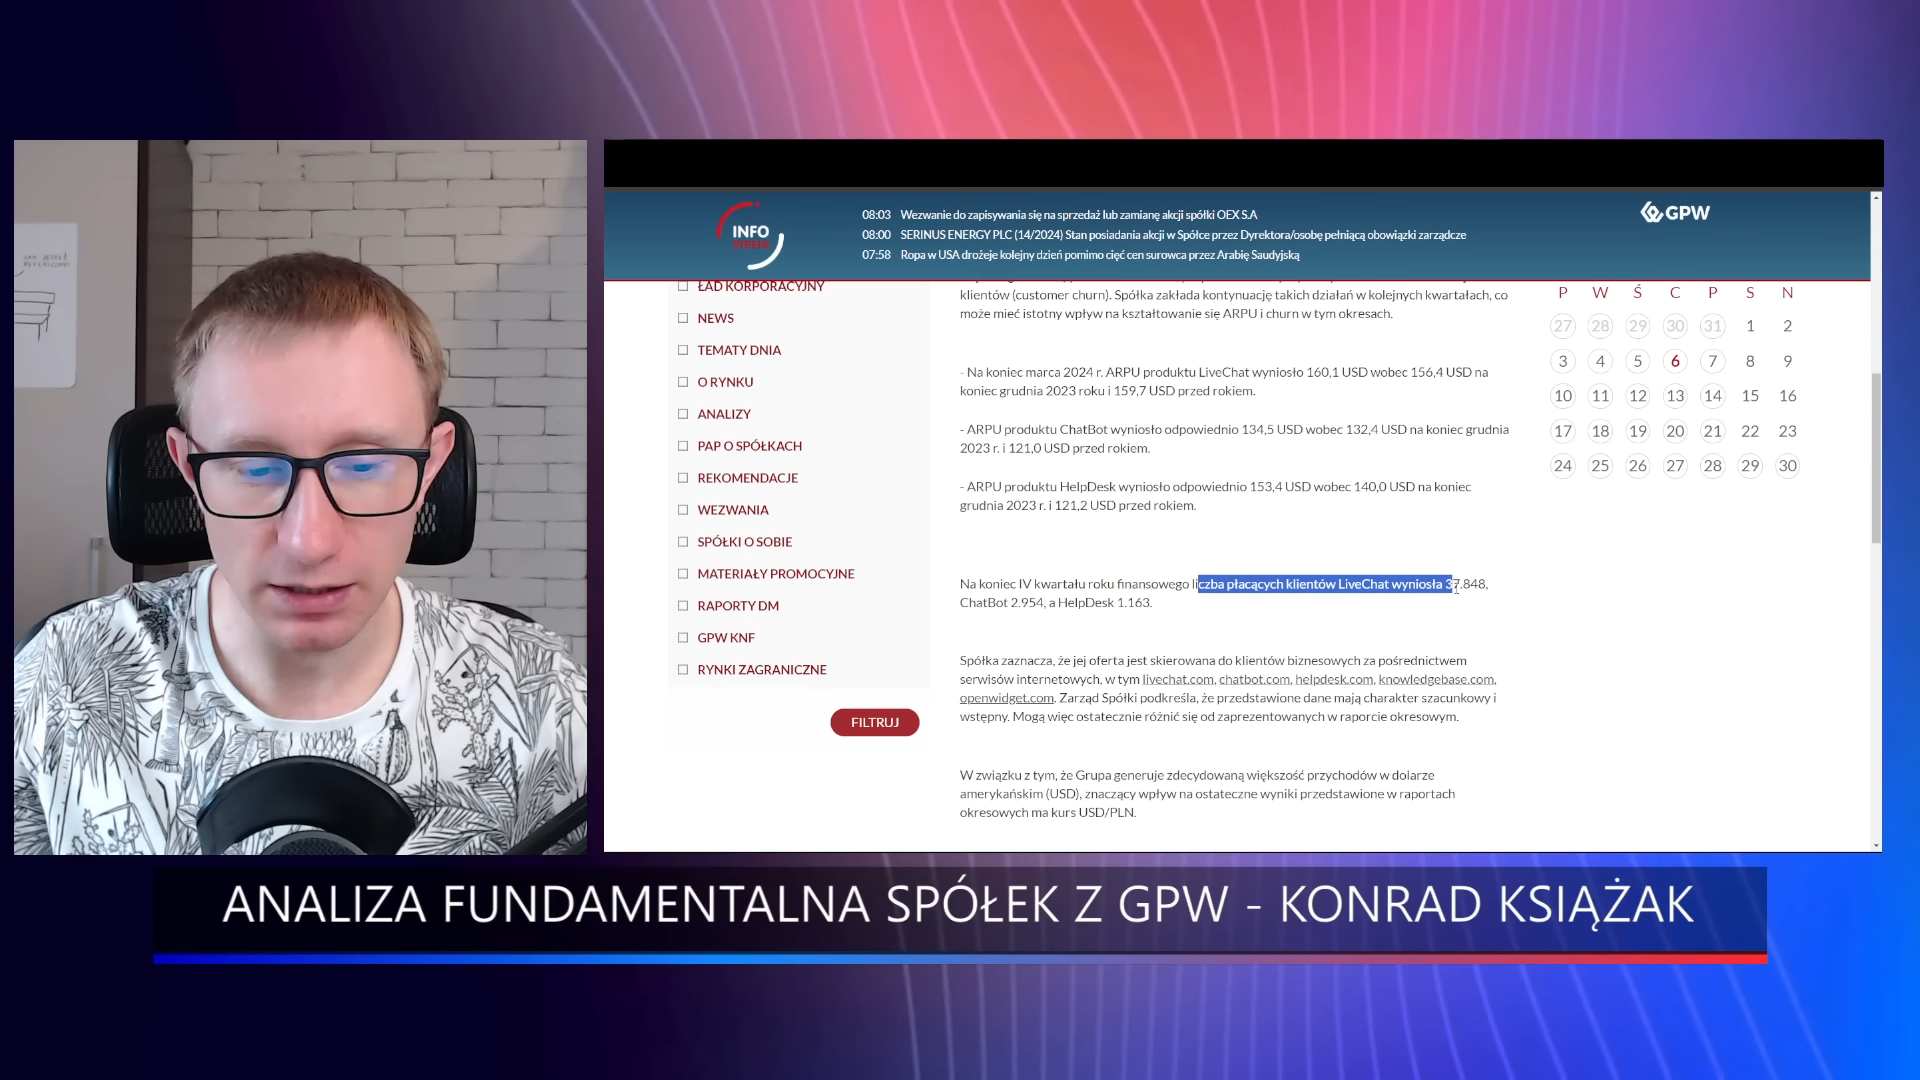 INFO
STREFA
08:03 Wezwanie do zapisywania się na sprzedaż lub zamianę akcji spółki OEX S.A
08:00 SERINUS ENERGY PLC (14/2024) Stan posiadania akcji w Spółce przez Dyrektora/osobę pełniącą obowiązki zarządcze
07:58 Ropa w USA drożeje kolejny dzień pomimo cięć cen surowca przez Arabię Saudyjską
GPW
ŁAD KORPORACYJNY
NEWS
TEMATY DNIA
O RYNKU
ANALIZY
PAP O SPÓŁKACH
REKOMENDACJE
WEZWANIA
SPÓŁKI O SOBIE
MATERIAŁY PROMOCYJNE
RAPORTY DM
GPW KNF
RYNKI ZAGRANICZNE
FILTRUJ
klientów (customer churn). Spółka zakłada kontynuację takich działań w kolejnych kwartałach, co
może mieć istotny wpływ na kształtowanie się ARPU i churn w tym okresach.
- Na koniec marca 2024 r. ARPU produktu LiveChat wyniosło 160,1 USD wobec 156,4 USD na
koniec grudnia 2023 roku i 159,7 USD przed rokiem.
- ARPU produktu ChatBot wyniosło odpowiednio 134,5 USD wobec 132,4 USD na koniec grudnia
2023 r. i 121,0 USD przed rokiem.
- ARPU produktu HelpDesk wyniosło odpowiednio 153,4 USD wobec 140,0 USD na koniec
grudnia 2023 r. i 121,2 USD przed rokiem.
Na koniec IV kwartału roku finansowego liczba płacących klientów LiveChat wyniosła 37.848,
ChatBot 2.954, a HelpDesk 1.163.
Spółka zaznacza, że jej oferta jest skierowana do klientów biznesowych za pośrednictwem
serwisów internetowych, w tym livechat.com, chatbot.com, helpdesk.com, knowledgebase.com,
openwidget.com. Zarząd Spółki podkreśla, że przedstawione dane mają charakter szacunkowy i
wstępny. Mogą więc ostatecznie różnić się od zaprezentowanych w raporcie okresowym.
W związku z tym, że Grupa generuje zdecydowaną większość przychodów w dolarze
amerykańskim (USD), znaczący wpływ na ostateczne wyniki przedstawione w raportach
okresowych ma kurs USD/PLN.
P W Ś C P S N
27 28 29 30 31 1 2
3 4 5 6 7 8 9
10 11 12 13 14 15 16
17 18 19 20 21 22 23
24 25 26 27 28 29 30
ANALIZA FUNDAMENTALNA SPÓŁEK Z GPW - KONRAD KSIĄŻAK